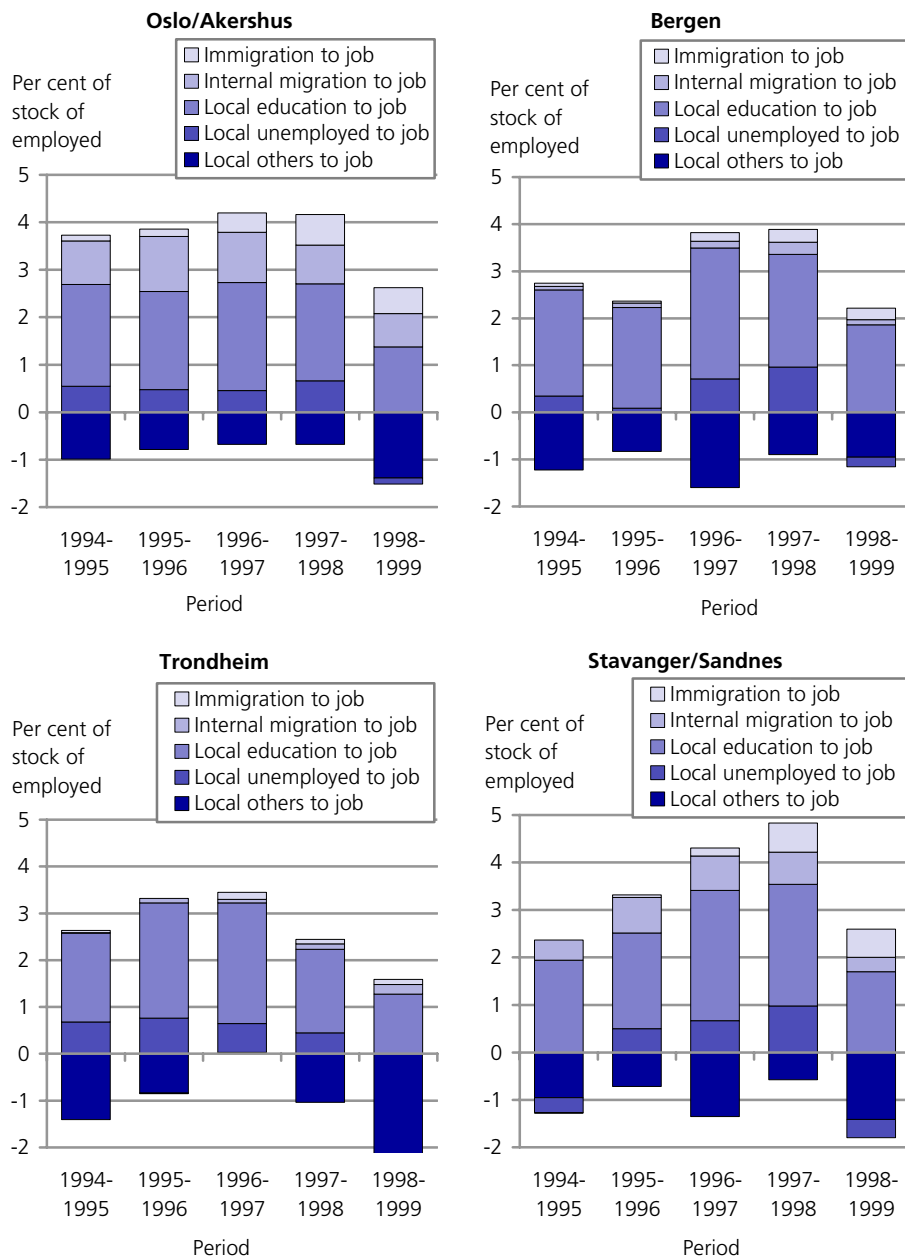 Oslo/Akershus
Per cent of
stock of
employed
Immigration to job
Internal migration to job
Local education to job
Local unemployed to job
Local others to job
5
4
3
2
1
0
-1
-2
1994-
1995
1995-
1996
1996-
1997
1997-
1998
1998-
1999
Period
Bergen
Per cent of
stock of
employed
Immigration to job
Internal migration to job
Local education to job
Local unemployed to job
Local others to job
5
4
3
2
1
0
-1
-2
1994-
1995
1995-
1996
1996-
1997
1997-
1998
1998-
1999
Period
Trondheim
Per cent of
stock of
employed
Immigration to job
Internal migration to job
Local education to job
Local unemployed to job
Local others to job
5
4
3
2
1
0
-1
-2
1994-
1995
1995-
1996
1996-
1997
1997-
1998
1998-
1999
Period
Stavanger/Sandnes
Per cent of
stock of
employed
Immigration to job
Internal migration to job
Local education to job
Local unemployed to job
Local others to job
5
4
3
2
1
0
-1
-2
1994-
1995
1995-
1996
1996-
1997
1997-
1998
1998-
1999
Period